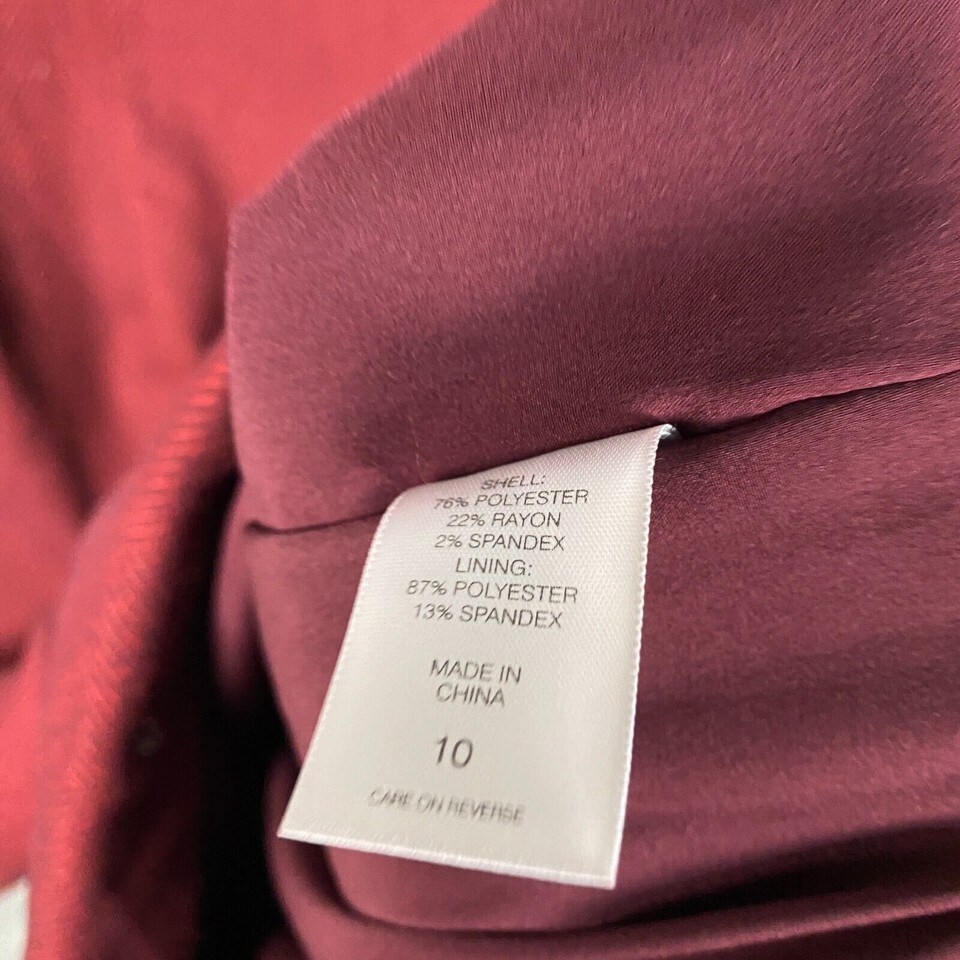 SHELL:
76% POLYESTER
22% RAYON
2% SPANDEX
LINING:
87% POLYESTER
13% SPANDEX
MADE IN
CHINA
10
CARE ON REVERSE